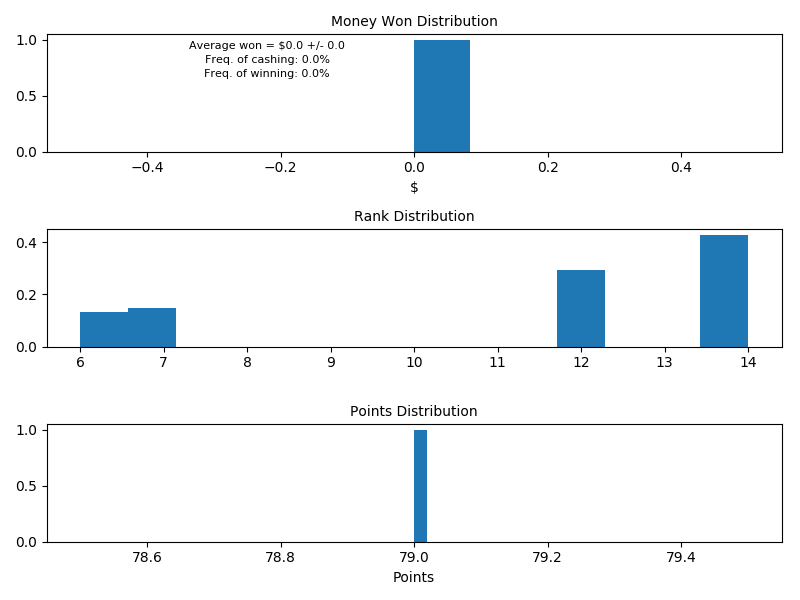 Money Won Distribution
Average won = $0.0 +/- 0.0
Freq. of cashing: 0.0%
Freq. of winning: 0.0%
1.0
0.5
0.0
−0.4 −0.2 0.0 0.2 0.4
$
Rank Distribution
0.4
0.2
0.0
6 7 8 9 10 11 12 13 14
Points Distribution
1.0
0.5
0.0
78.6 78.8 79.0 79.2 79.4
Points